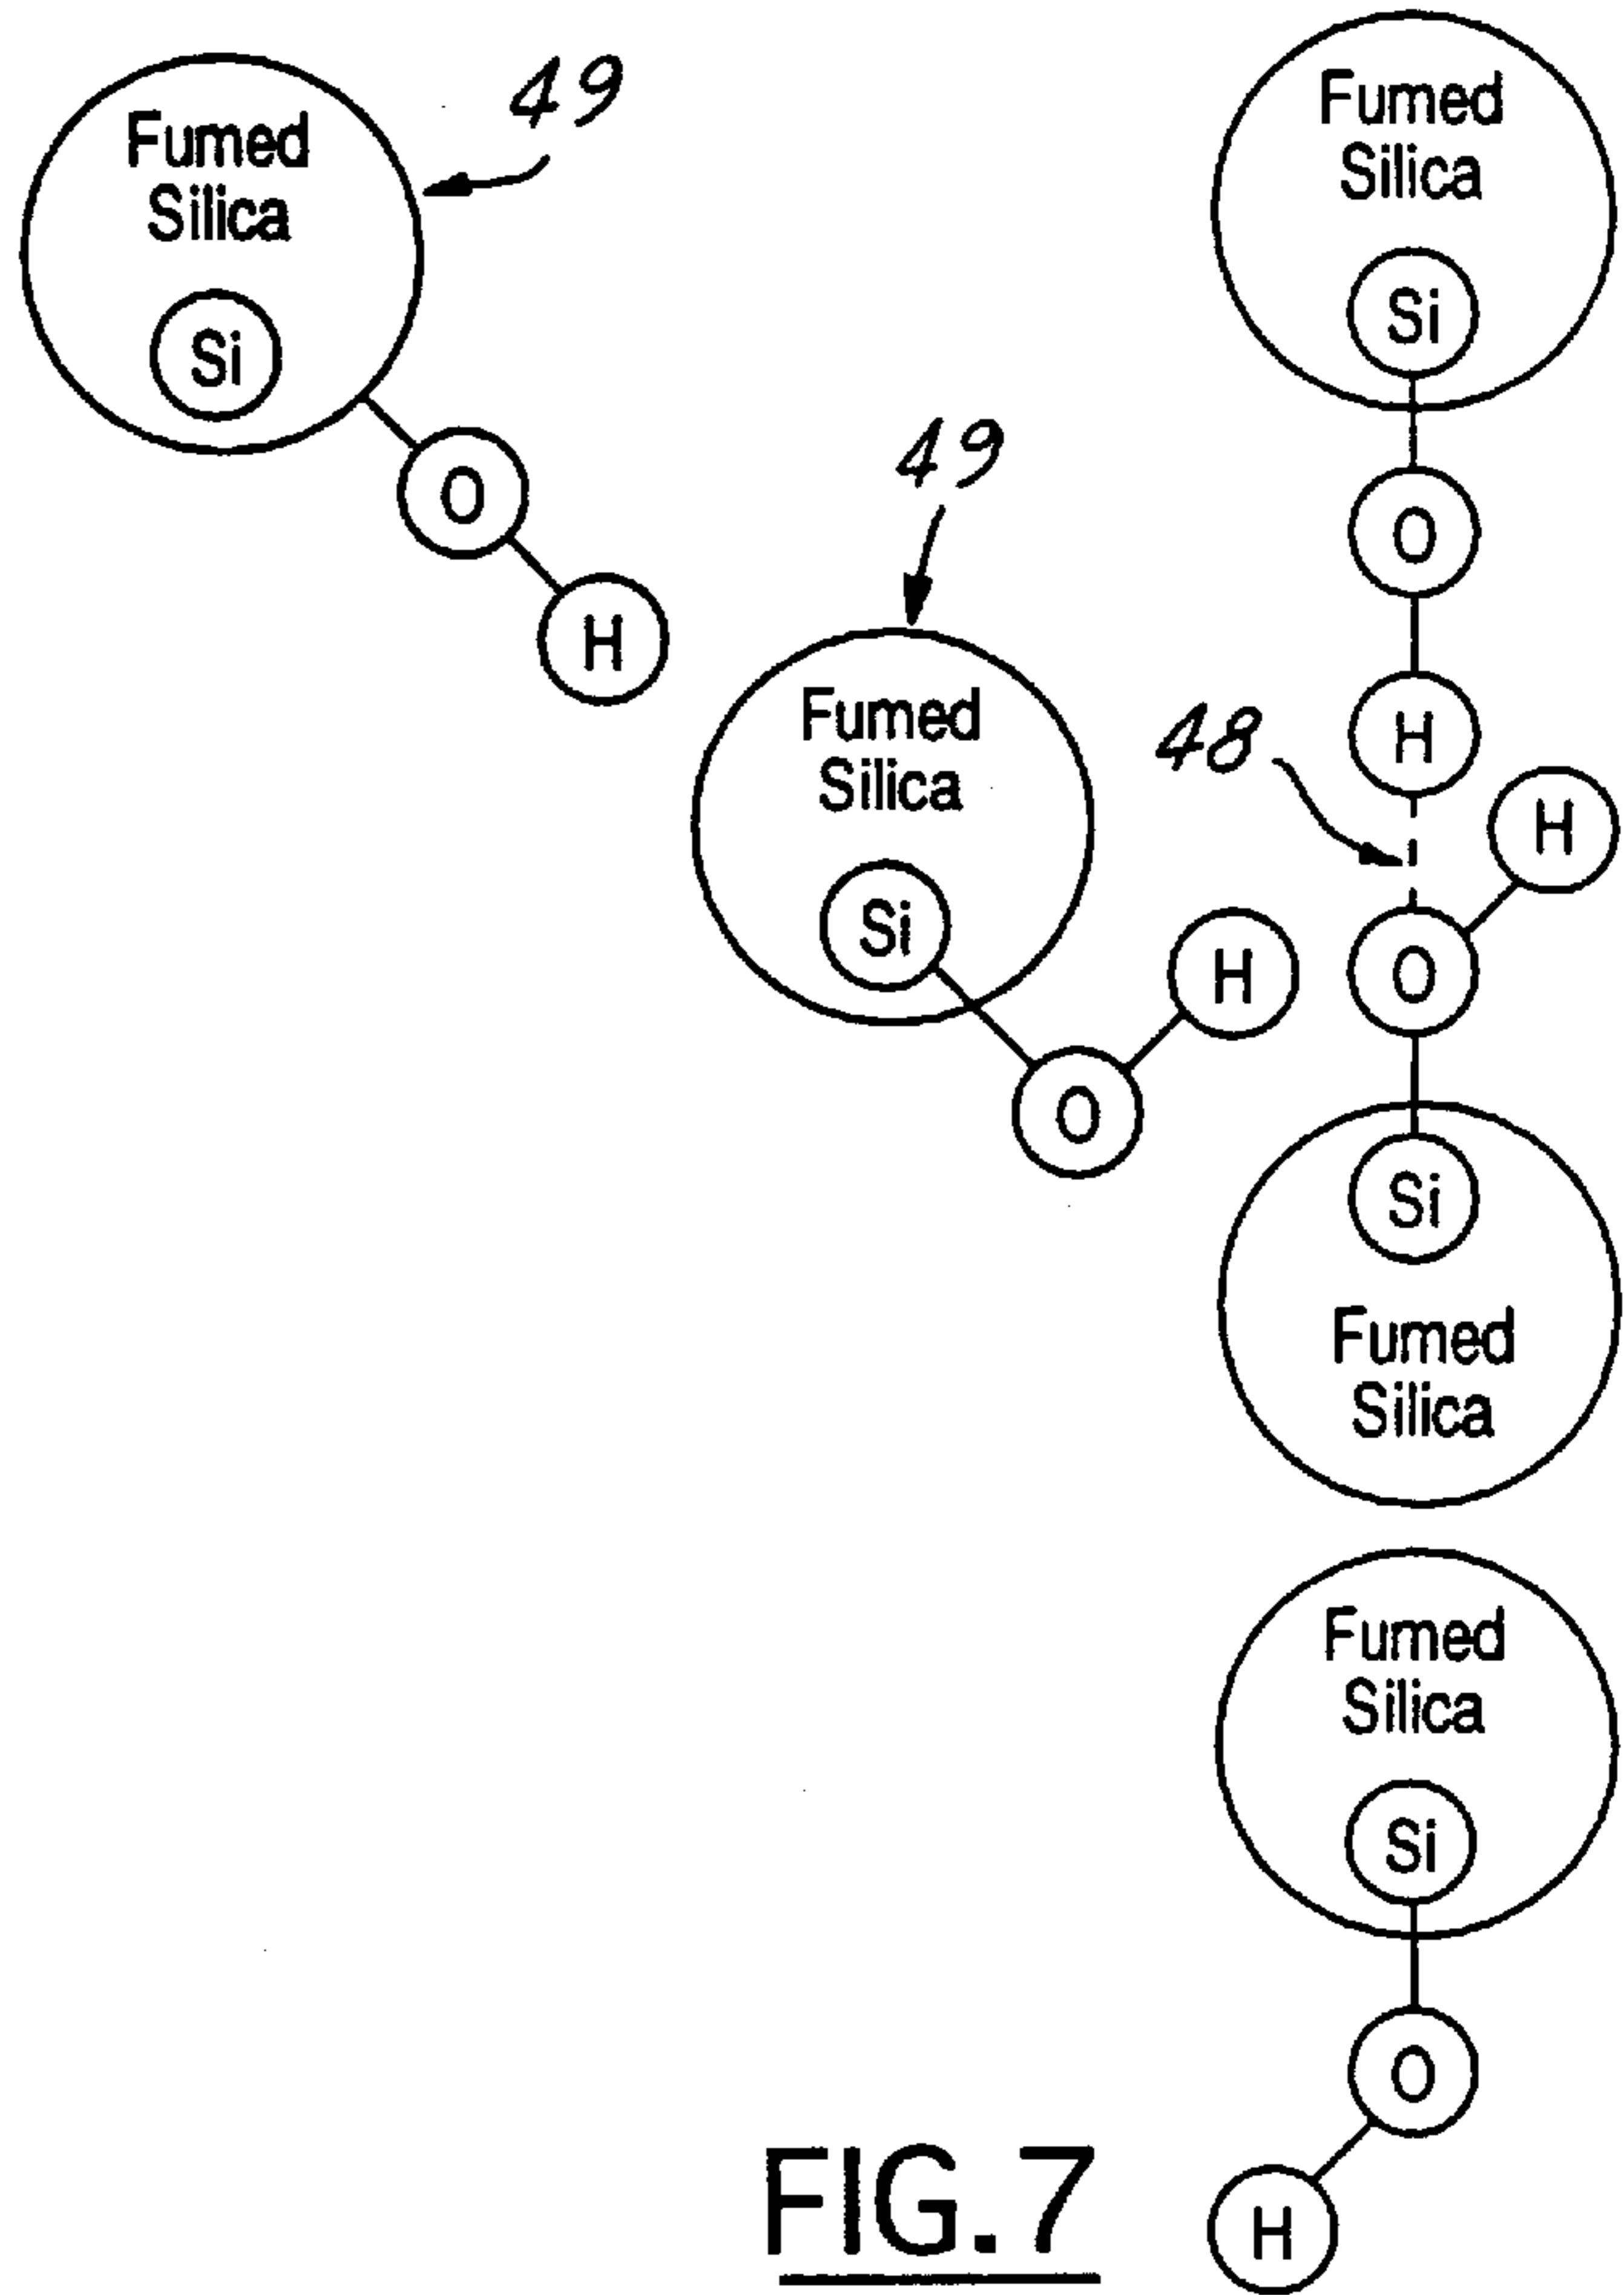 49
Fumed
Silica
Si
O
H
49
Fumed
Silica
Si
O
H
Fumed
Silica
Si
O
H
48
H
O
Si
Fumed
Silica
Fumed
Silica
Si
O
H
FIG.7